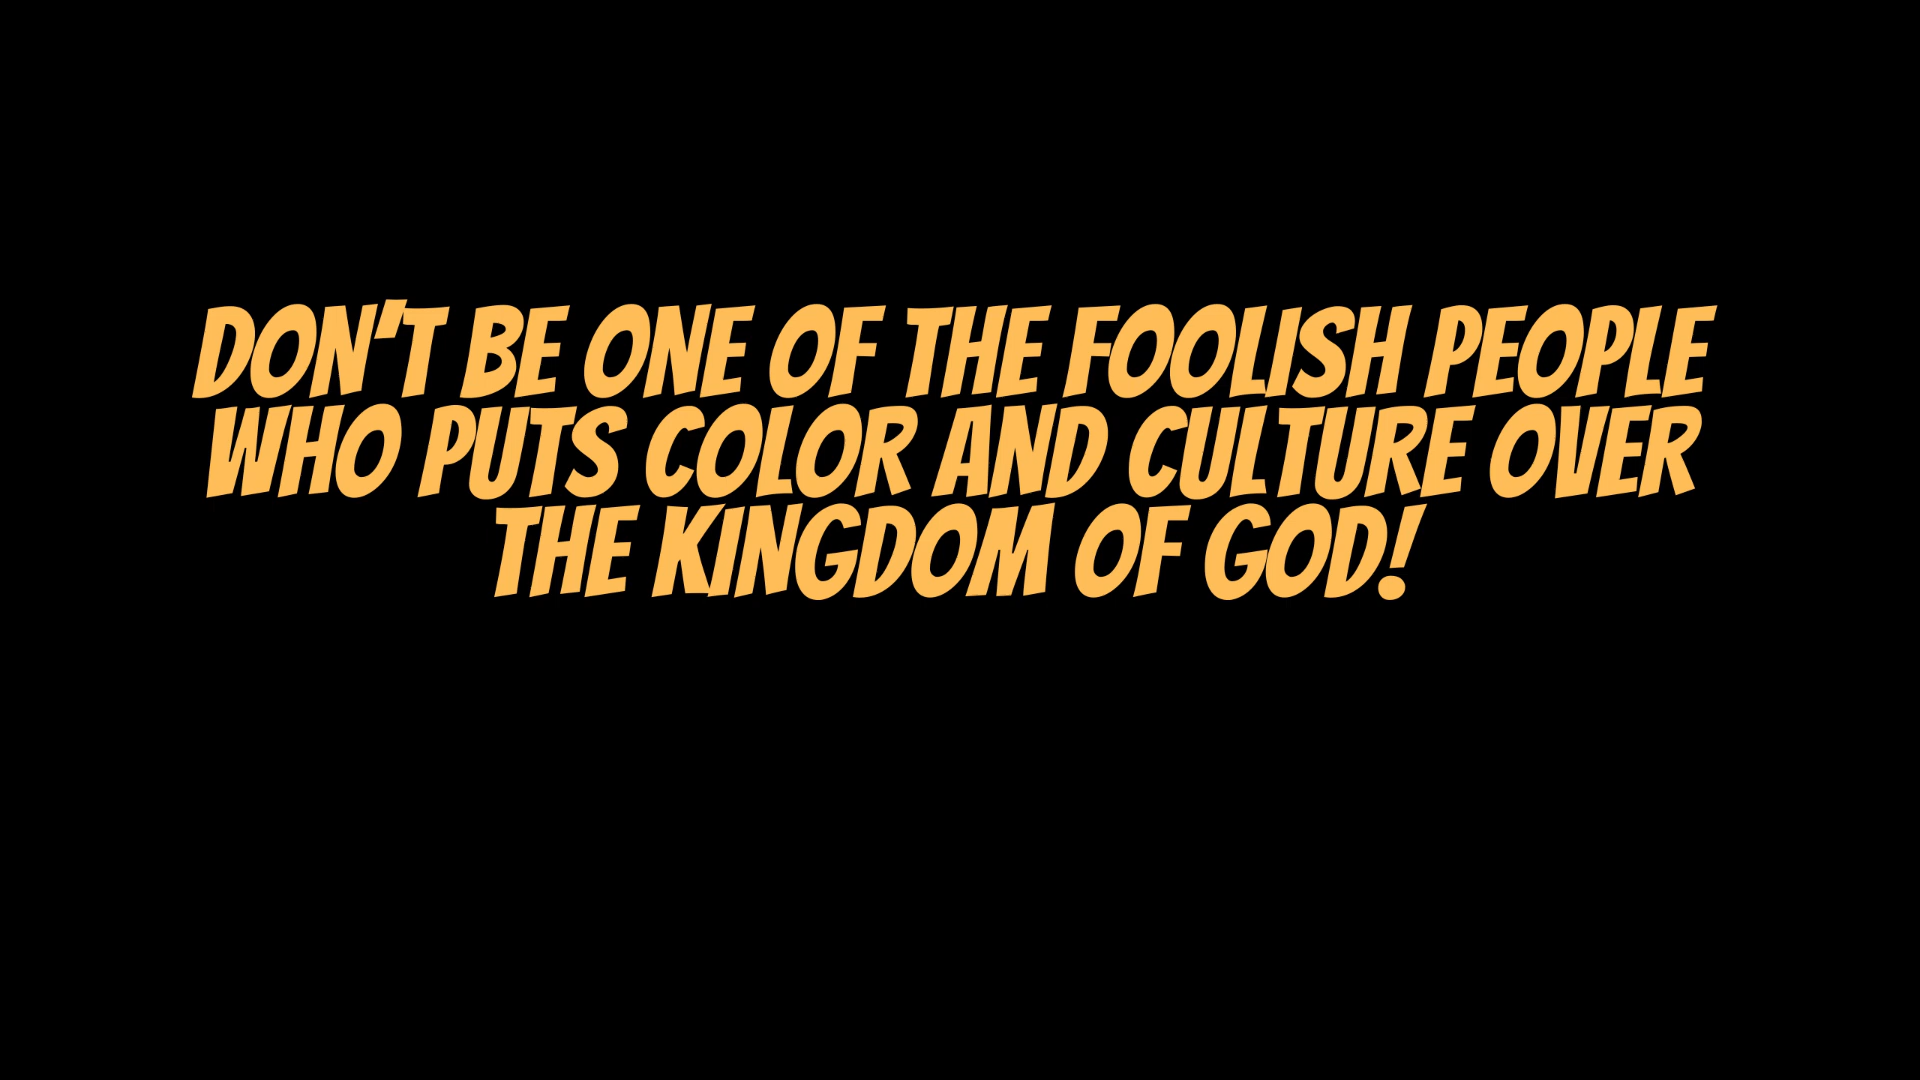 DON'T BE ONE OF THE FOOLISH PEOPLE
WHO PUTS COLOR AND CULTURE OVER
THE KINGDOM OF GOD!